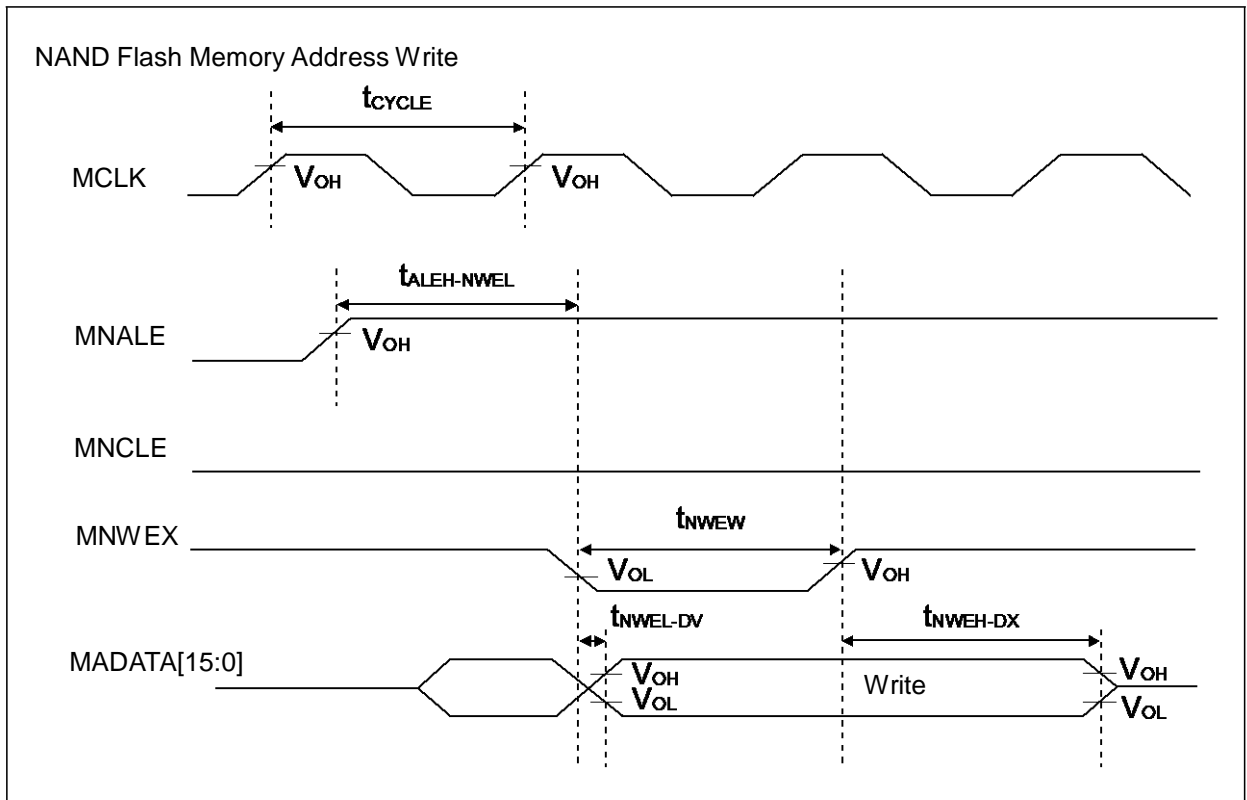 NAND Flash Memory Address Write
tCYCLE
MCLK
VOH
VOH
tALEH-NWEL
MNALE
VOH
MNCLE
MNWEX
tNWEW
VOL
VOH
tNWEL-DV
tNWEH-DX
MADATA[15:0]
VOH
VOL
Write
VOH
VOL